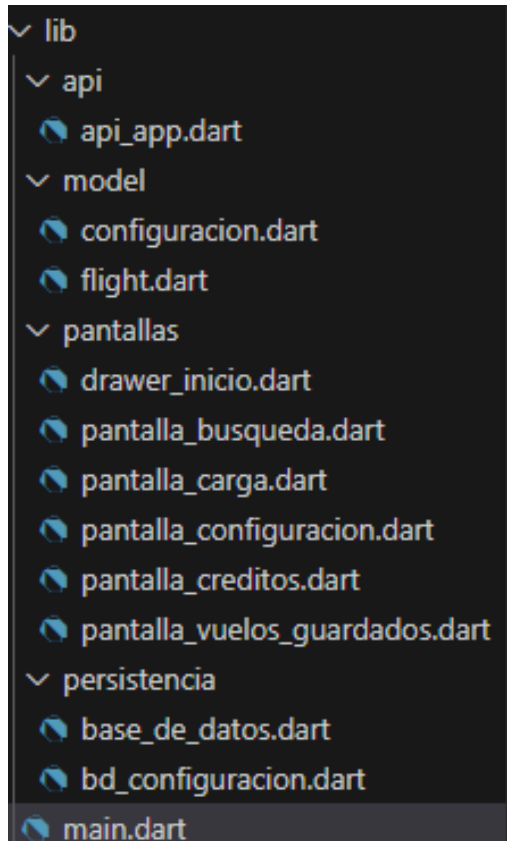 lib
api
api_app.dart
model
configuracion.dart
flight.dart
pantallas
drawer_inicio.dart
pantalla_busqueda.dart
pantalla_carga.dart
pantalla_configuracion.dart
pantalla_creditos.dart
pantalla_vuelos_guardados.dart
persistencia
base_de_datos.dart
bd_configuracion.dart
main.dart